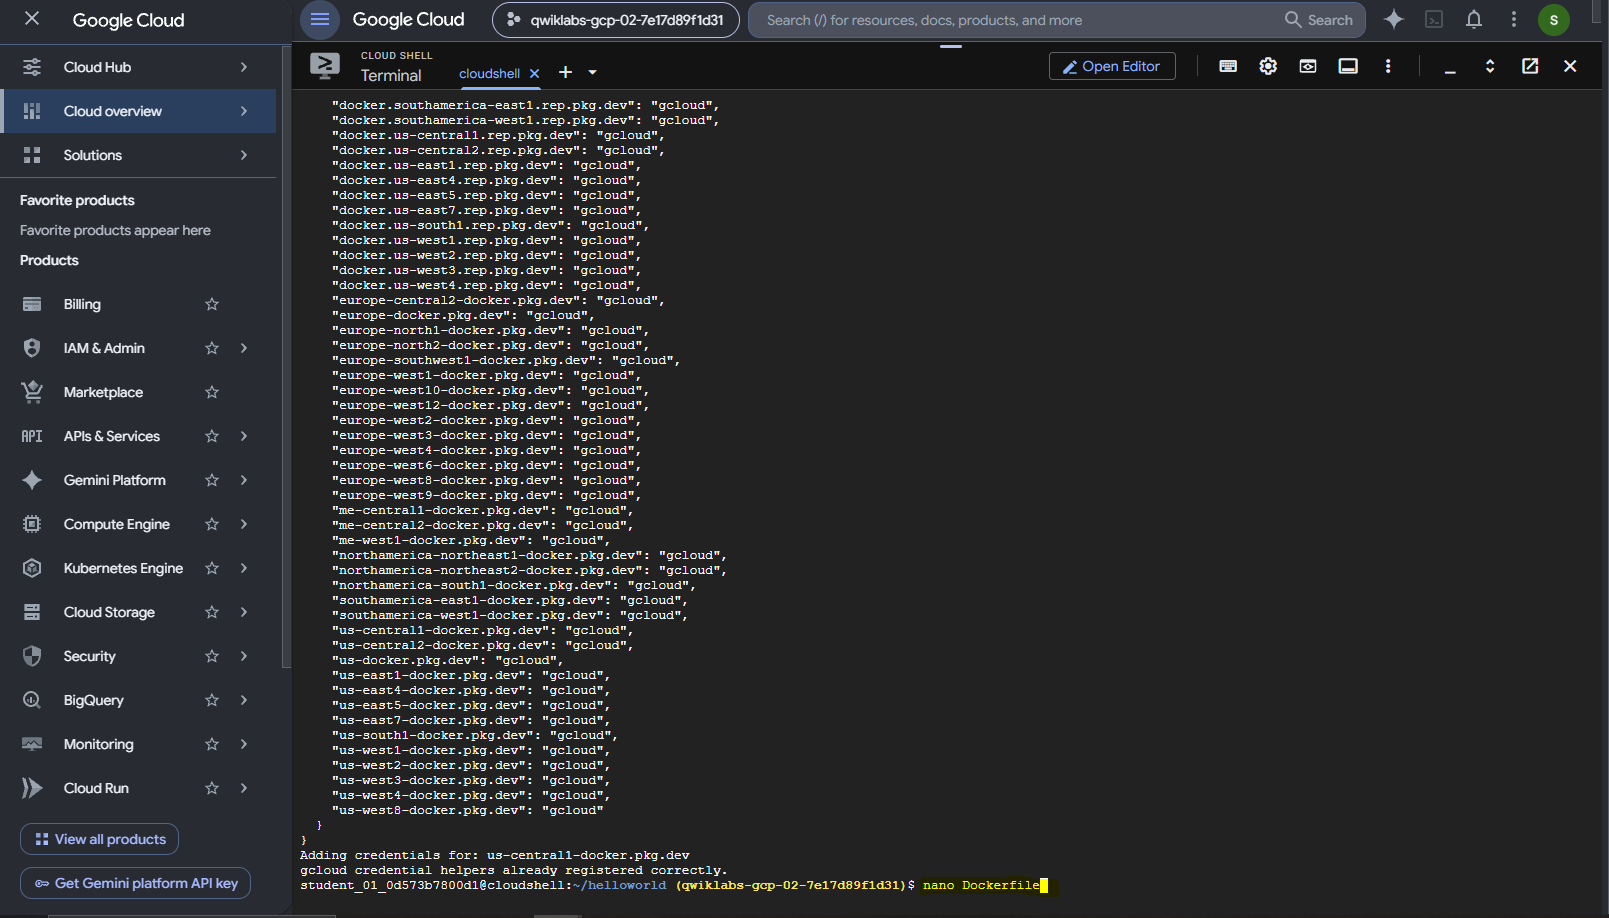 Google Cloud
Cloud Hub
Cloud overview
Solutions
Favorite products
Favorite products appear here
Products
Billing
IAM & Admin
Marketplace
API APIs & Services
Gemini Platform
Compute Engine
Kubernetes Engine
Cloud Storage
Security
BigQuery
Monitoring
Cloud Run
View all products
Get Gemini platform API key
Google Cloud
qwiklabs-gcp-02-7e17d89f1d31
Search (/) for resources, docs, products, and more
Search
S
CLOUD SHELL
Terminal
cloudshell
Open Editor
"docker.southamerica-east1.rep.pkg.dev": "gcloud",
"docker.southamerica-west1.rep.pkg.dev": "gcloud",
"docker.us-central1.rep.pkg.dev": "gcloud",
"docker.us-central2.rep.pkg.dev": "gcloud",
"docker.us-east1.rep.pkg.dev": "gcloud",
"docker.us-east4.rep.pkg.dev": "gcloud",
"docker.us-east5.rep.pkg.dev": "gcloud",
"docker.us-east7.rep.pkg.dev": "gcloud",
"docker.us-south1.rep.pkg.dev": "gcloud",
"docker.us-west1.rep.pkg.dev": "gcloud",
"docker.us-west2.rep.pkg.dev": "gcloud",
"docker.us-west3.rep.pkg.dev": "gcloud",
"docker.us-west4.rep.pkg.dev": "gcloud",
"europe-central2-docker.pkg.dev": "gcloud",
"europe-docker.pkg.dev": "gcloud",
"europe-north1-docker.pkg.dev": "gcloud",
"europe-north2-docker.pkg.dev": "gcloud",
"europe-southwest1-docker.pkg.dev": "gcloud",
"europe-west1-docker.pkg.dev": "gcloud",
"europe-west10-docker.pkg.dev": "gcloud",
"europe-west12-docker.pkg.dev": "gcloud",
"europe-west2-docker.pkg.dev": "gcloud",
"europe-west3-docker.pkg.dev": "gcloud",
"europe-west4-docker.pkg.dev": "gcloud",
"europe-west6-docker.pkg.dev": "gcloud",
"europe-west8-docker.pkg.dev": "gcloud",
"europe-west9-docker.pkg.dev": "gcloud",
"me-central1-docker.pkg.dev": "gcloud",
"me-central2-docker.pkg.dev": "gcloud",
"me-west1-docker.pkg.dev": "gcloud",
"northamerica-northeast1-docker.pkg.dev": "gcloud",
"northamerica-northeast2-docker.pkg.dev": "gcloud",
"northamerica-south1-docker.pkg.dev": "gcloud",
"southamerica-east1-docker.pkg.dev": "gcloud",
"southamerica-west1-docker.pkg.dev": "gcloud",
"us-central1-docker.pkg.dev": "gcloud",
"us-central2-docker.pkg.dev": "gcloud",
"us-docker.pkg.dev": "gcloud",
"us-east1-docker.pkg.dev": "gcloud",
"us-east4-docker.pkg.dev": "gcloud",
"us-east5-docker.pkg.dev": "gcloud",
"us-east7-docker.pkg.dev": "gcloud",
"us-south1-docker.pkg.dev": "gcloud",
"us-west1-docker.pkg.dev": "gcloud",
"us-west2-docker.pkg.dev": "gcloud",
"us-west3-docker.pkg.dev": "gcloud",
"us-west4-docker.pkg.dev": "gcloud",
"us-west8-docker.pkg.dev": "gcloud"
}
}
Adding credentials for: us-central1-docker.pkg.dev
gcloud credential helpers already registered correctly.
student_01_0d573b7800d1@cloudshell:~/helloworld (qwiklabs-gcp-02-7e17d89f1d31)$ nano Dockerfile